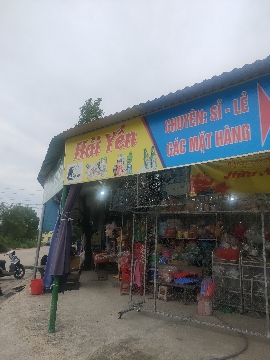 Hải Yến
CHUYÊN: SỈ - LẺ
CÁC MẶT HÀNG